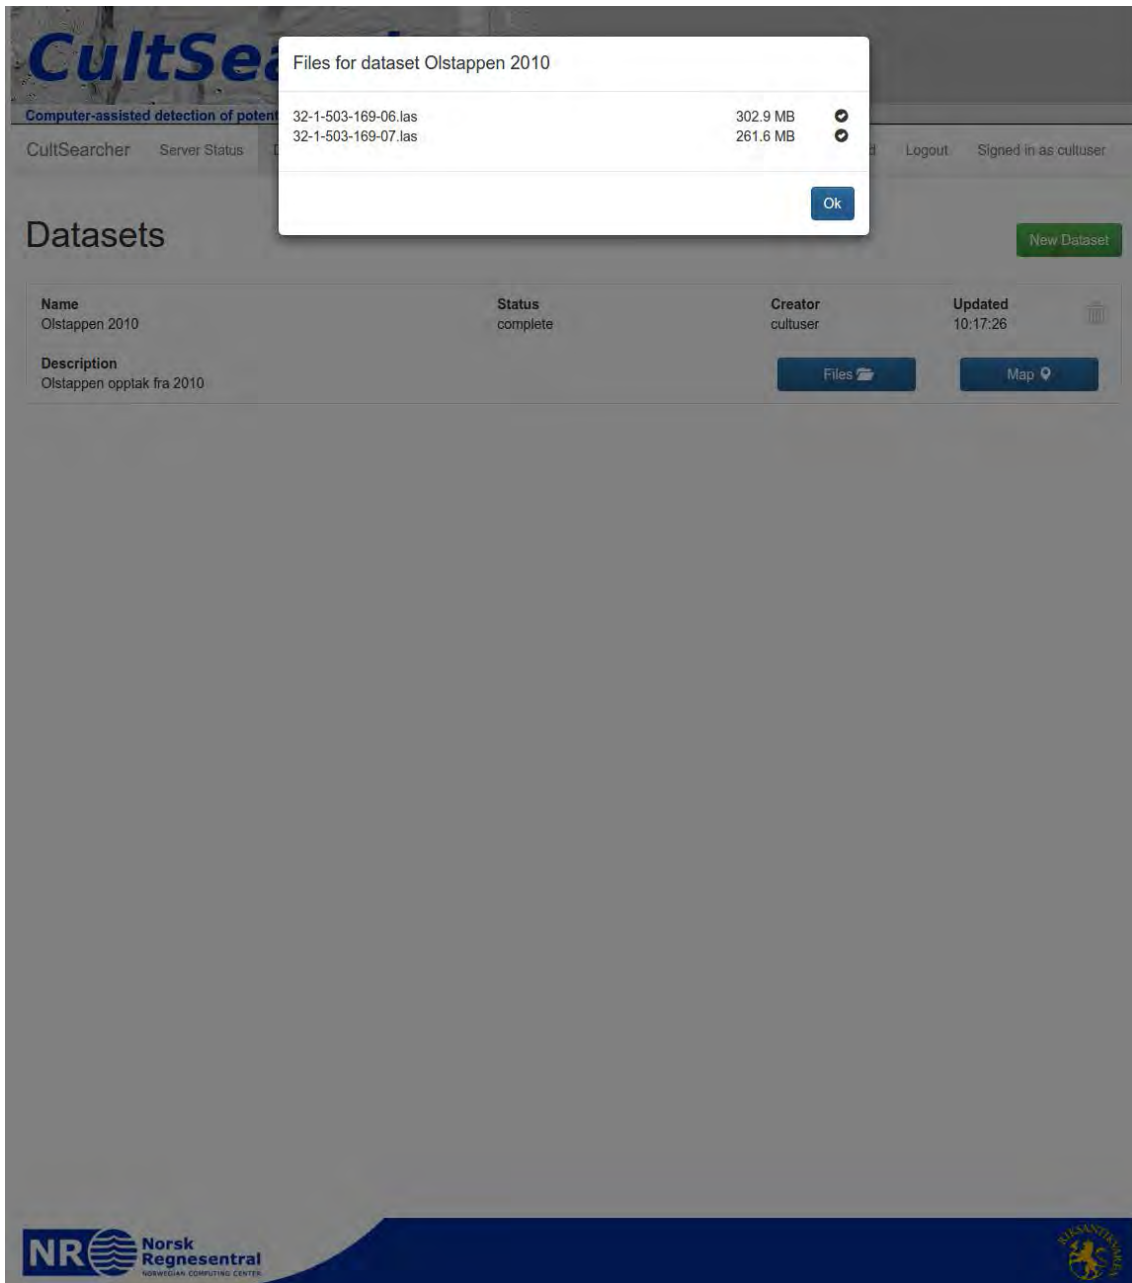 CultSea
Computer-assisted detection of potent
Files for dataset Olstappen 2010
32-1-503-169-06.las 302.9 MB
32-1-503-169-07.las 261.6 MB
Ok
CultSearcher Server Status Logout Signed in as cultuser
Datasets
New Dataset
Name Status Creator Updated
Olstappen 2010 complete cultuser 10:17:26
Description
Olstappen opptak fra 2010
Files Map
NR Norsk
Regnesentral
NORWEGIAN COMPUTING CENTER
RIKSANTIKVAREN